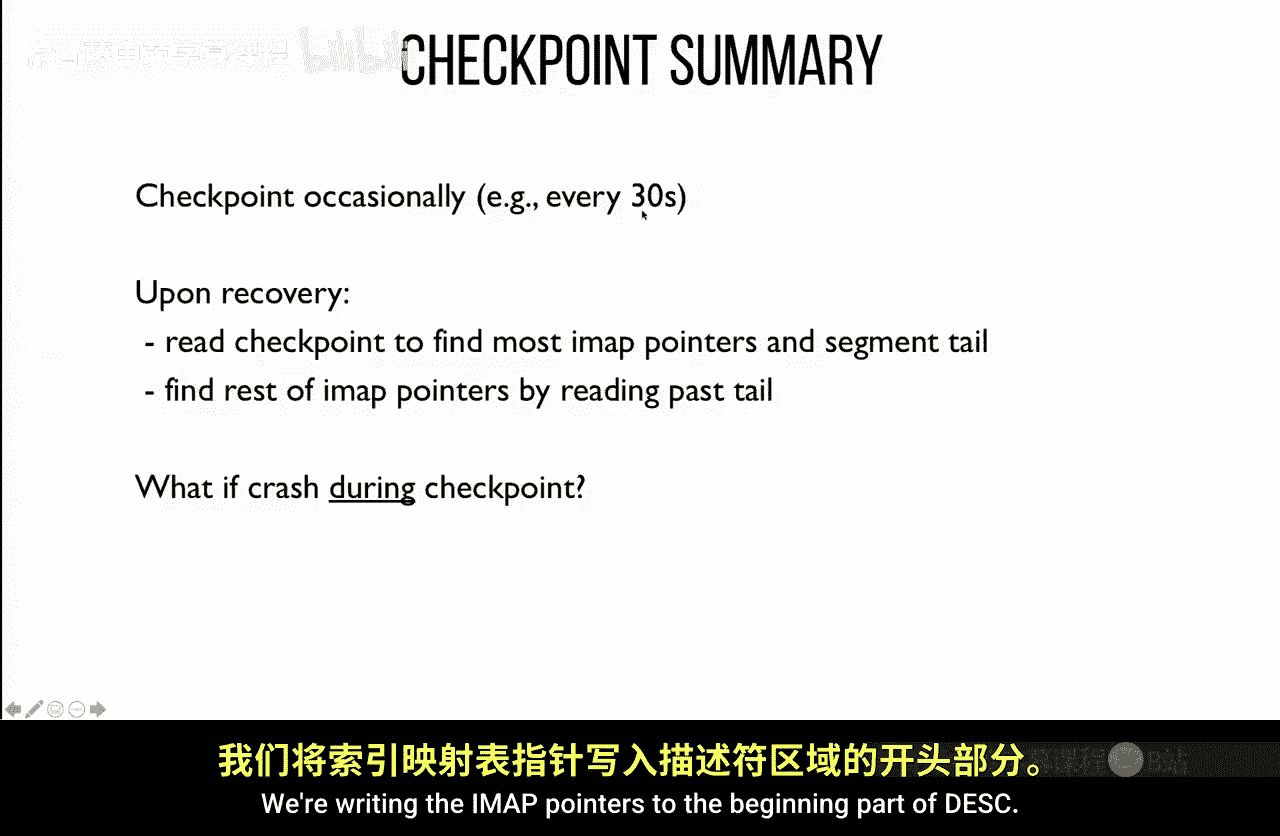 bilibili
CHECKPOINT SUMMARY
Checkpoint occasionally (e.g., every 30s)
Upon recovery:
- read checkpoint to find most imap pointers and segment tail
- find rest of imap pointers by reading past tail
What if crash during checkpoint?
我们将索引映射表指针写入描述符区域的开头部分。
We're writing the IMAP pointers to the beginning part of DESC.